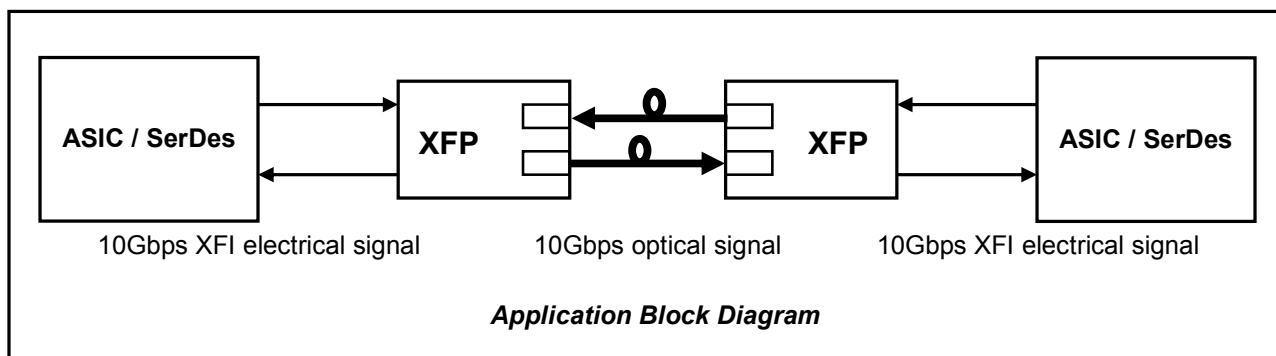 ASIC / SerDes
XFP
XFP
ASIC / SerDes
10Gbps XFI electrical signal
10Gbps optical signal
10Gbps XFI electrical signal
Application Block Diagram